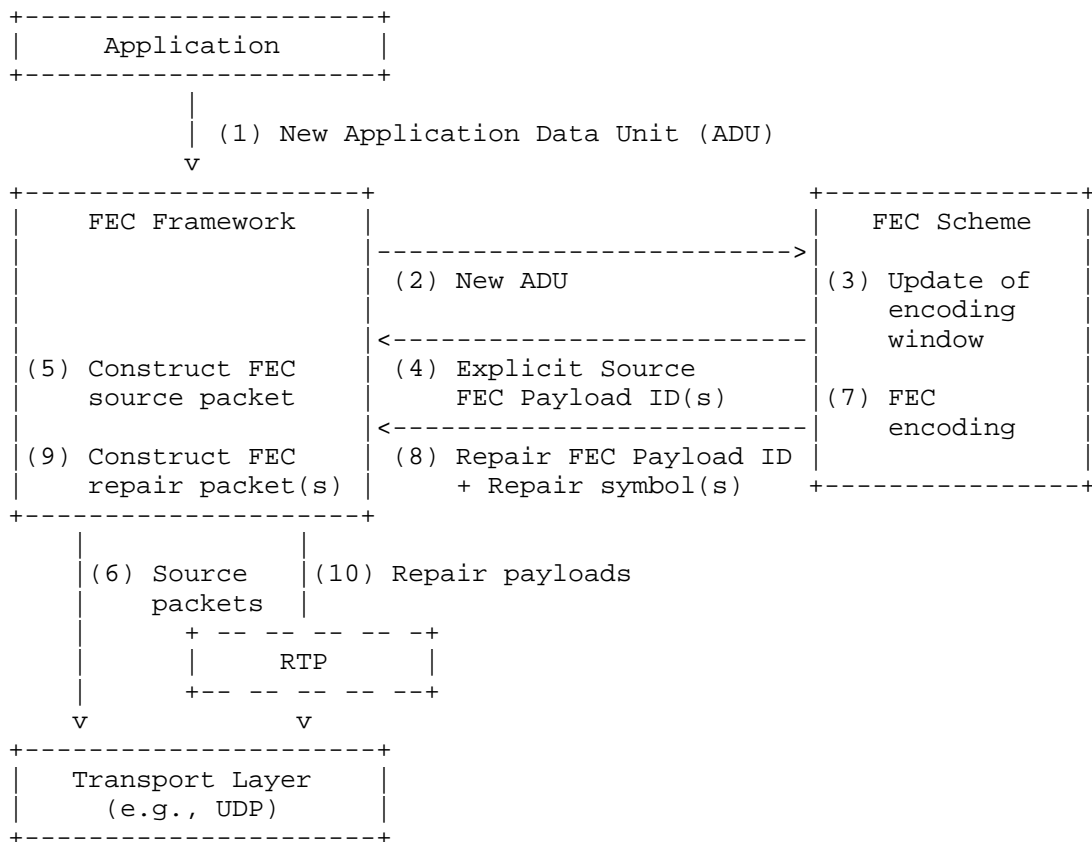 Application
(1) New Application Data Unit (ADU)
v
FEC Framework FEC Scheme
>
(2) New ADU (3) Update of
encoding
< window
(5) Construct FEC (4) Explicit Source
source packet FEC Payload ID(s) (7) FEC
< encoding
(9) Construct FEC (8) Repair FEC Payload ID
repair packet(s) + Repair symbol(s)
(6) Source (10) Repair payloads
packets
RTP
v v
Transport Layer
(e.g., UDP)